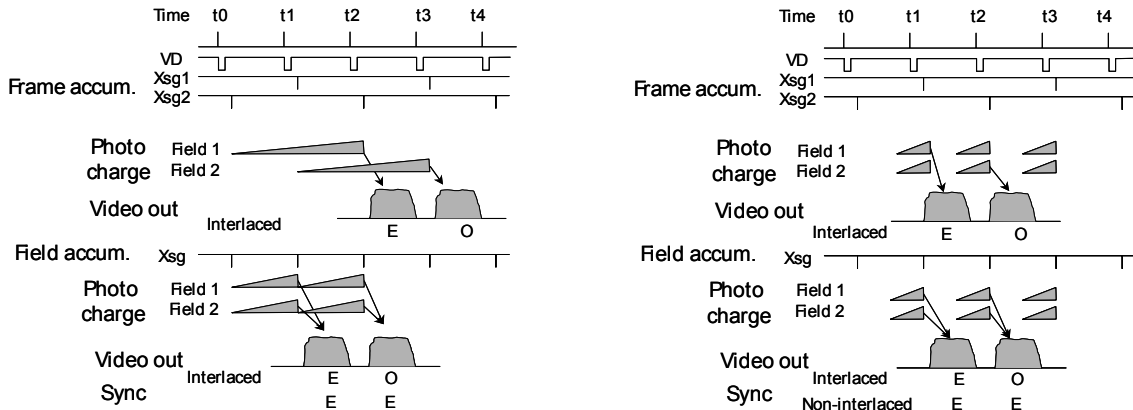 Time t0 t1 t2 t3 t4
VD
Xsg1
Frame accum.
Xsg2
Photo charge
Field 1
Field 2
Video out
Interlaced E O
Field accum. Xsg
Photo charge
Field 1
Field 2
Video out
Interlaced E O
Sync E E
Time t0 t1 t2 t3 t4
VD
Xsg1
Frame accum.
Xsg2
Photo charge
Field 1
Field 2
Video out
Interlaced E O
Field accum. Xsg
Photo charge
Field 1
Field 2
Video out
Interlaced E O
Sync
Non-interlaced E E